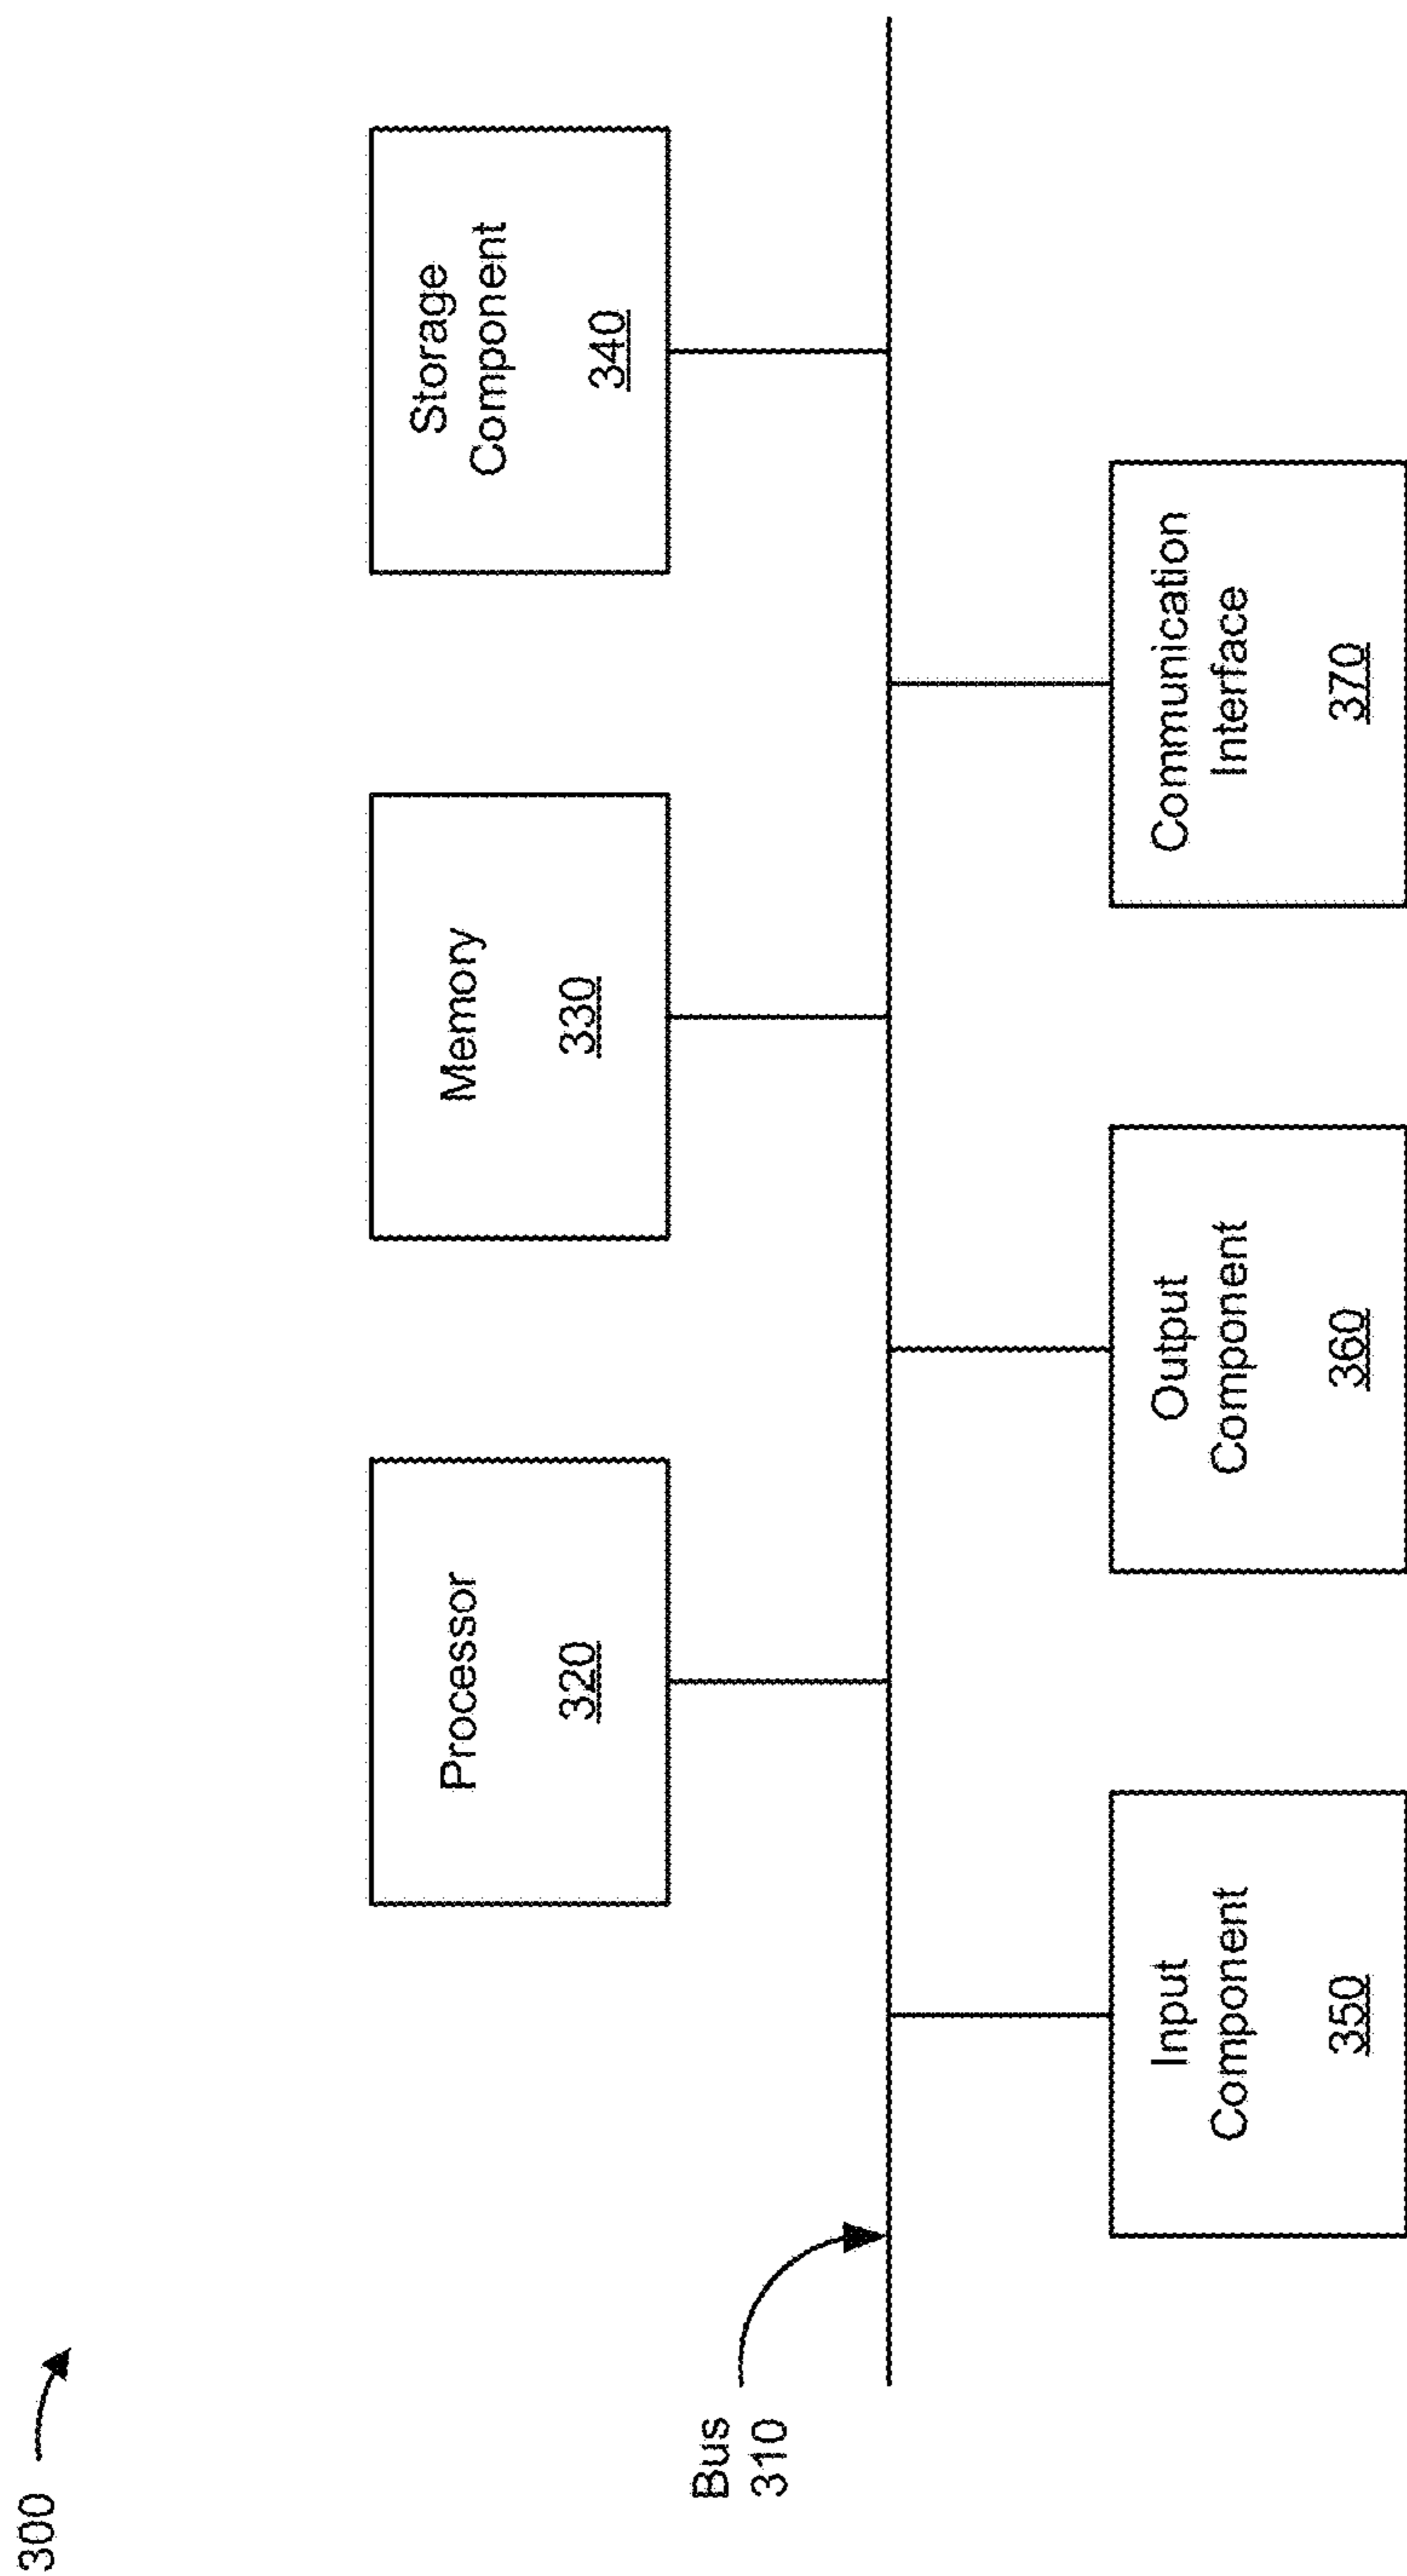 300
Processor
320
Memory
330
Storage
Component
340
Bus
310
Input
Component
350
Output
Component
360
Communication
Interface
370